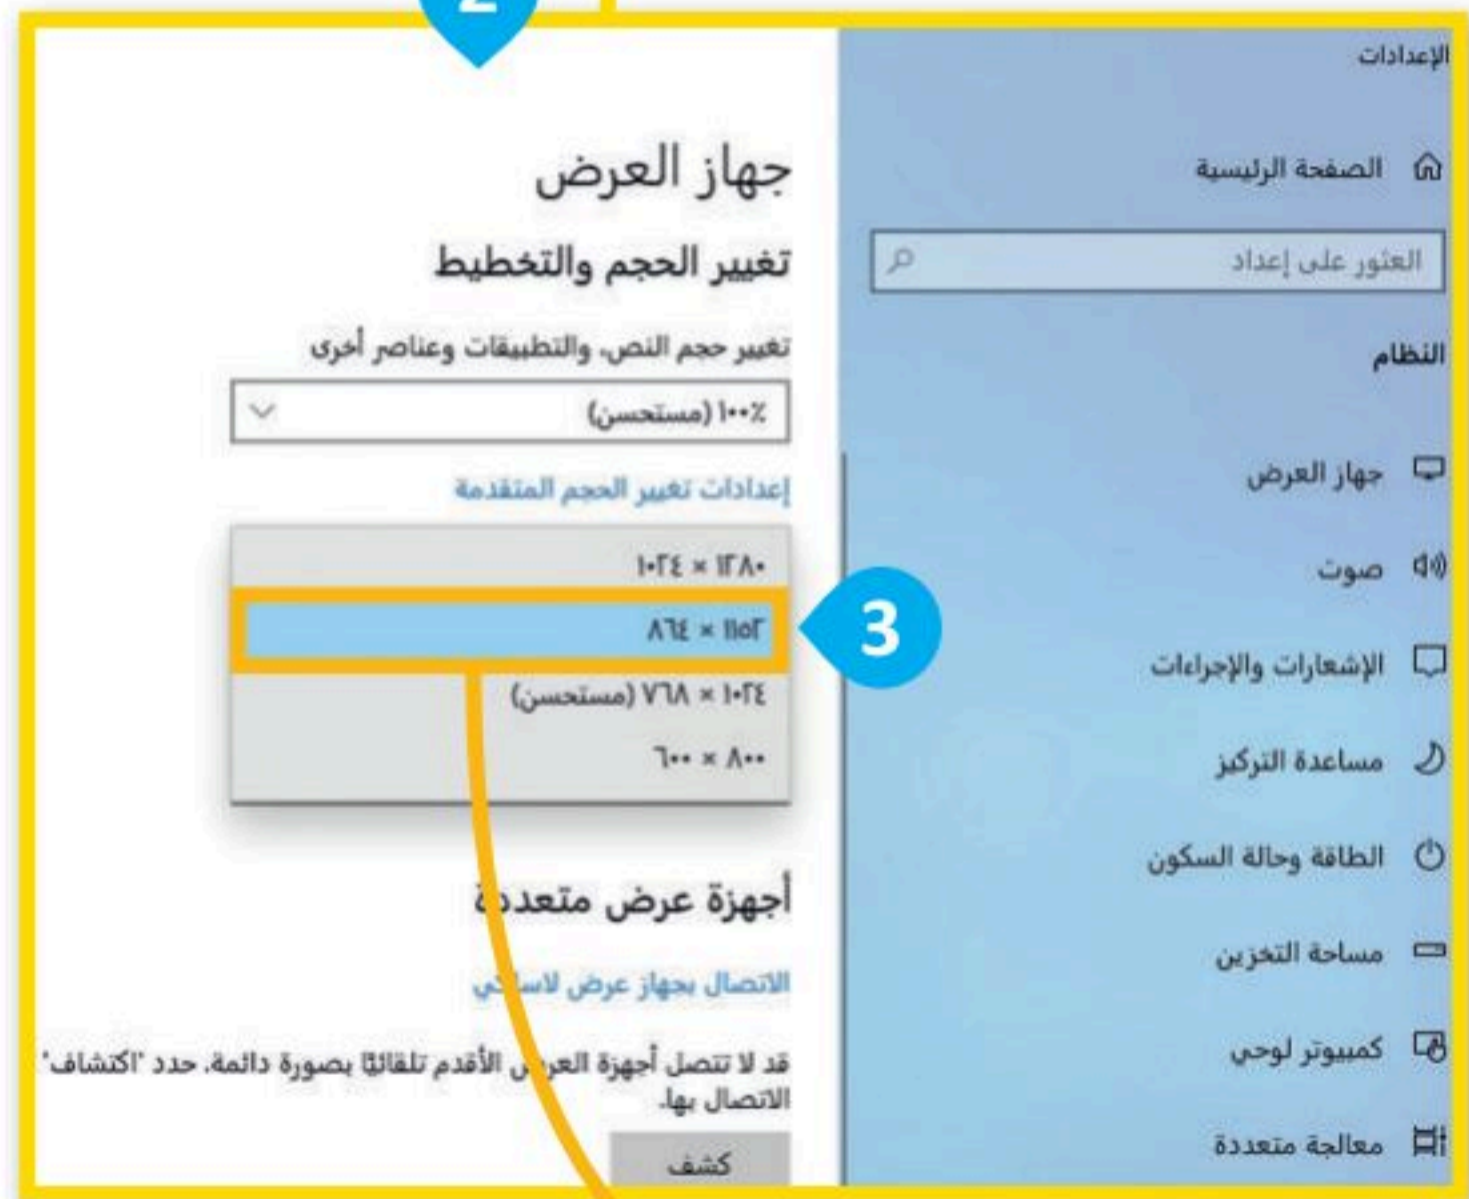 2
الإعدادات
الصفحة الرئيسية
العثور على إعداد
النظام
جهاز العرض
صوت
الإشعارات والإجراءات
مساعدة التركيز
الطاقة وحالة السكون
مساحة التخزين
كمبيوتر لوحي
معالجة متعددة
جهاز العرض
تغيير الحجم والتخطيط
تغيير حجم النص، والتطبيقات وعناصر أخرى
٪١٠٠ (مستحسن)
إعدادات تغيير الحجم المتقدمة
١٢٨٠ × ١٠٢٤
١١٥٢ × ٨٦٤
3
١٠٢٤ × ٧٦٨ (مستحسن)
٨٠٠ × ٦٠٠
أجهزة عرض متعددة
الاتصال بجهاز عرض لاسلكي
قد لا تتصل أجهزة العرض الأقدم تلقائيًا بصورة دائمة. حدد "اكتشاف"
الاتصال بها.
كشف